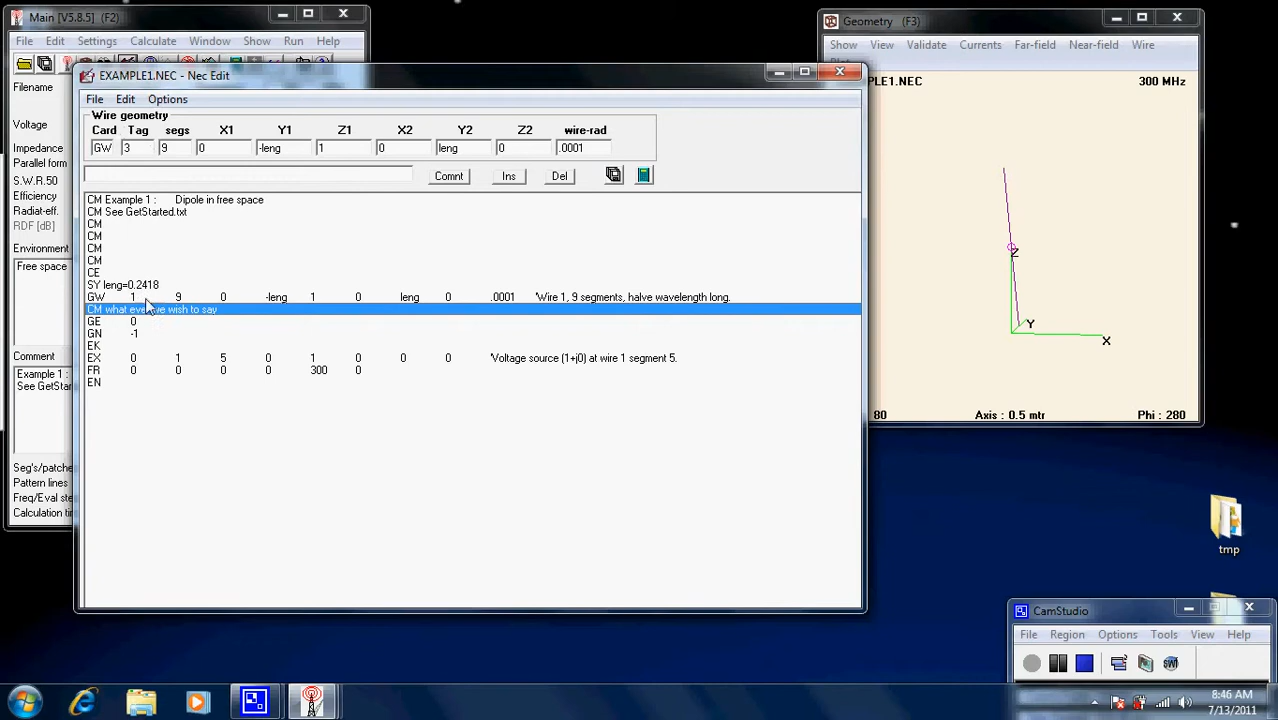 Main [V5.8.5] (F2)
File Edit Settings Calculate Window Show Run Help
Filename
Voltage
Impedance
Parallel form
S.W.R.50
Efficiency
Radiat-eff.
RDF [dB]
Environment
Free space
Comment
Example 1 :
See GetStar
Seg's/patche
Pattern lines
Freq/Eval ste
Calculation ti
EXAMPLE1.NEC - Nec Edit
File Edit Options
Wire geometry
Card Tag segs X1 Y1 Z1 X2 Y2 Z2 wire-rad
GW 3 9 0 -leng 1 0 leng 0 .0001
Comnt Ins Del
CM Example 1 : Dipole in free space
CM See GetStarted.txt
CM
CM
CM
CM
CE
SY leng=0.2418
GW 1 9 0 -leng 1 0 leng 0 .0001 'Wire 1, 9 segments, halve wavelength long.
CM what ever we wish to say
GE 0
GN -1
EK
EX 0 1 5 0 1 0 0 0 'Voltage source (1+j0) at wire 1 segment 5.
FR 0 0 0 0 300 0
EN
Geometry (F3)
Show View Validate Currents Far-field Near-field Wire
PLE1.NEC 300 MHz
Z
Y
X
80 Axis : 0.5 mtr Phi : 280
tmp
CamStudio
File Region Options Tools View Help
SWF
8:46 AM
7/13/2011